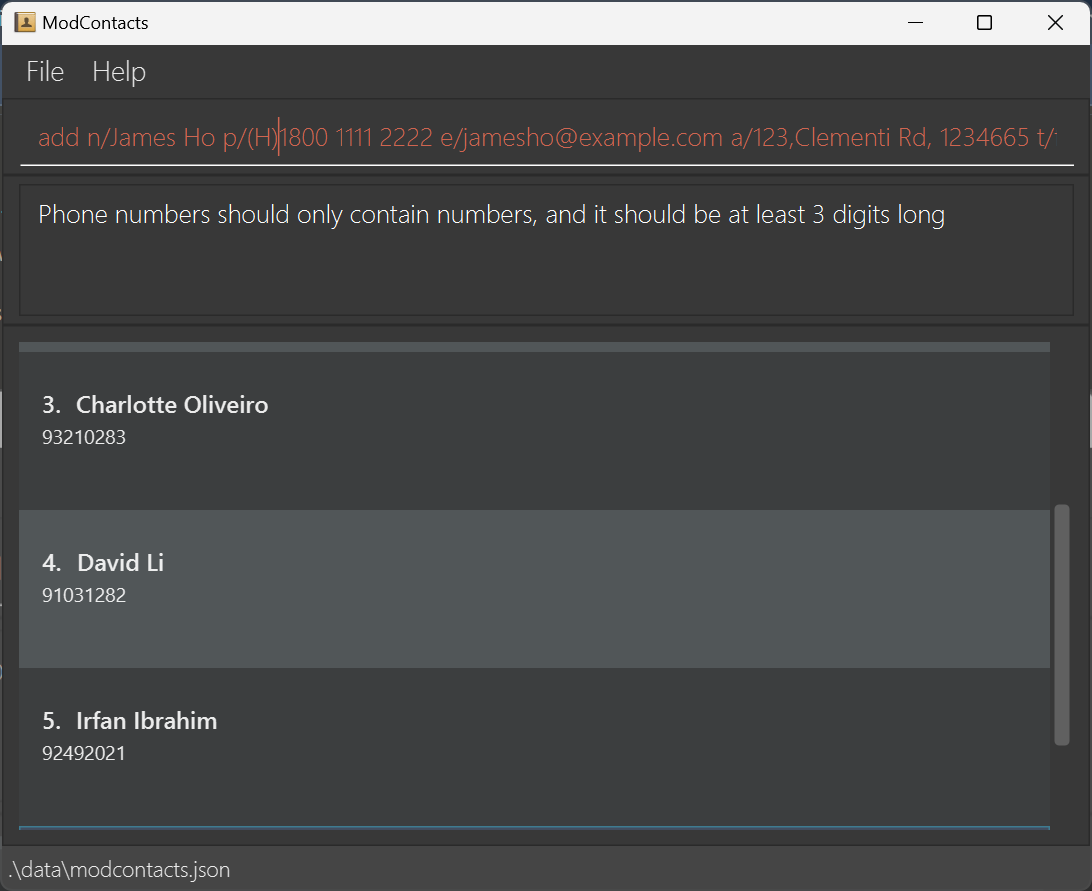 ModContacts
File Help
add n/James Ho p/(H)1800 1111 2222 e/jamesho@example.com a/123,Clementi Rd, 1234665 t/
Phone numbers should only contain numbers, and it should be at least 3 digits long
3. Charlotte Oliveiro
93210283
4. David Li
91031282
5. Irfan Ibrahim
92492021
.\data\modcontacts.json